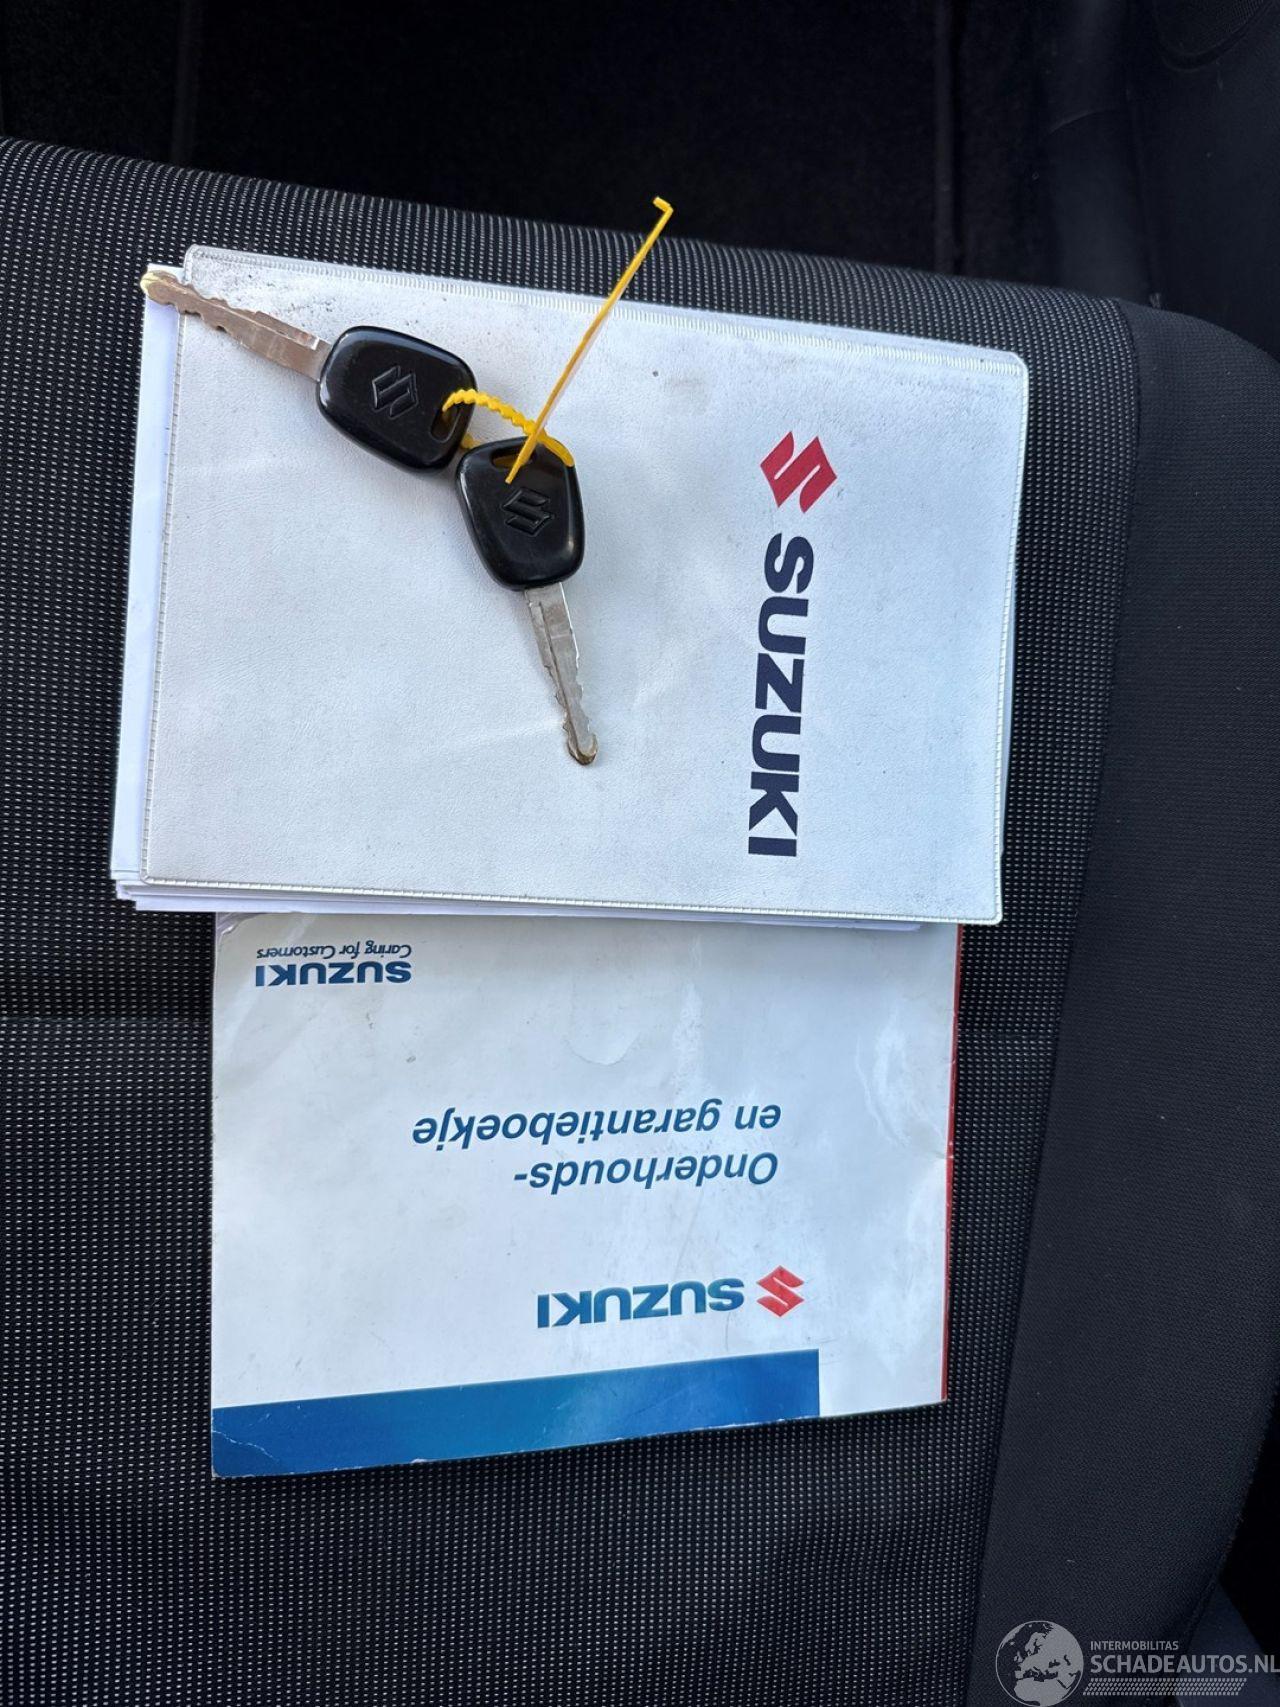 SUZUKI
SUZUKI
Caring for Customers
Onderhouds-
en garantieboekje
SUZUKI
INTERMOBILITAS
SCHADEAUTOS.NL